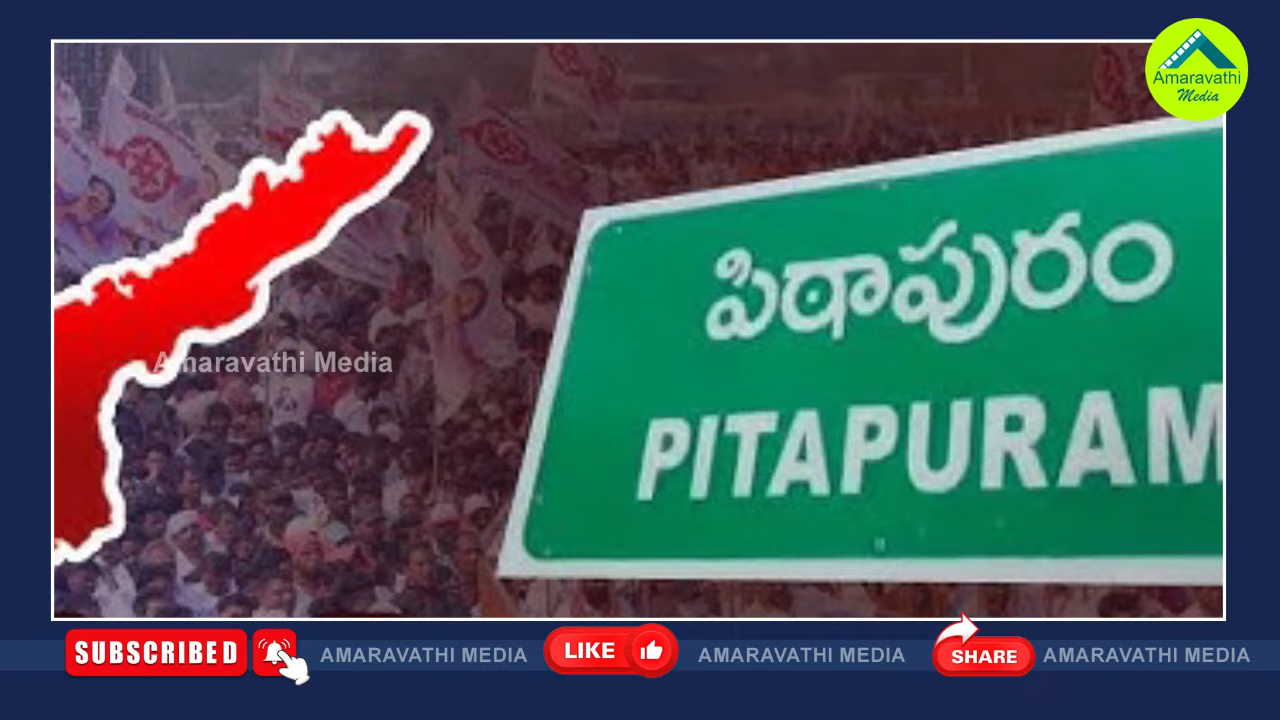 Amaravathi
Media
పిఠాపురం
PITAPURAM
Amaravathi Media
SUBSCRIBED
AMARAVATHI MEDIA
LIKE
AMARAVATHI MEDIA
SHARE
AMARAVATHI MEDIA